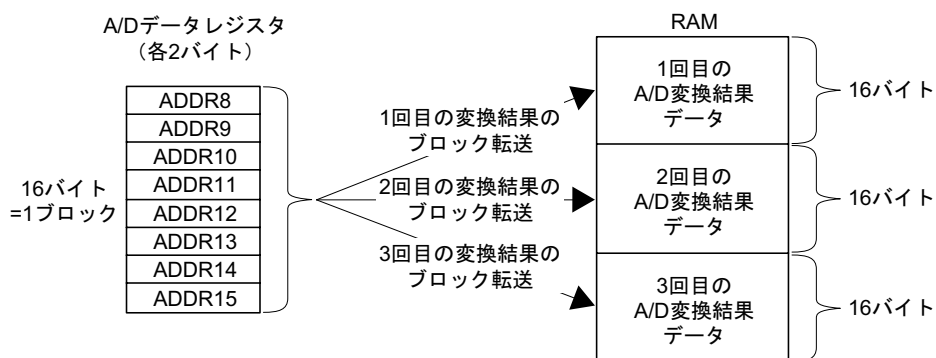 A/Dデータレジスタ
(各2バイト)
ADDR8
ADDR9
ADDR10
ADDR11
ADDR12
ADDR13
ADDR14
ADDR15
16バイト
=1ブロック
1回目の変換結果の
ブロック転送
2回目の変換結果の
ブロック転送
3回目の変換結果の
ブロック転送
RAM
1回目の
A/D変換結果
データ
16バイト
2回目の
A/D変換結果
データ
16バイト
3回目の
A/D変換結果
データ
16バイト